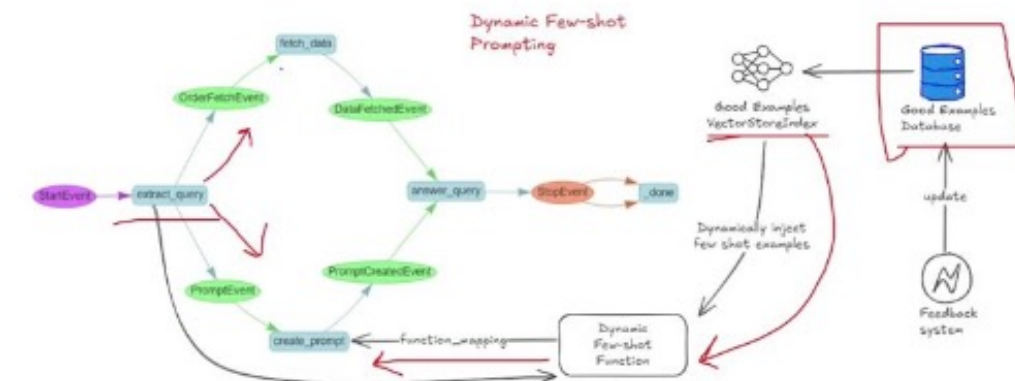 Dynamic Few-shot
Prompting
fetch_data
OrderFetchEvent
DataFetchedEvent
Good Examples
VectorStoreIndex
Good Examples
Database
StartEvent
extract_query
answer_query
StopEvent
_done
update
Dynamically inject
few shot examples
PromptEvent
PromptCreatedEvent
Feedback
system
create_prompt
function_mapping
Dynamic
Few-shot
Function